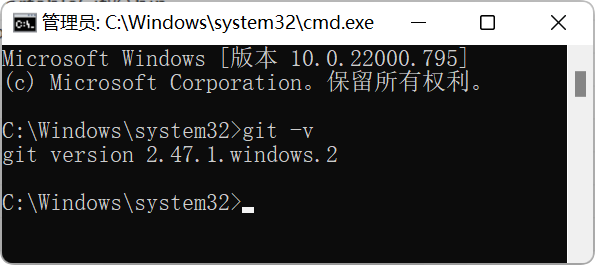 管理员: C:\Windows\system32\cmd.exe
Microsoft Windows [版本 10.0.22000.795]
(c) Microsoft Corporation。保留所有权利。
C:\Windows\system32>git -v
git version 2.47.1.windows.2
C:\Windows\system32>